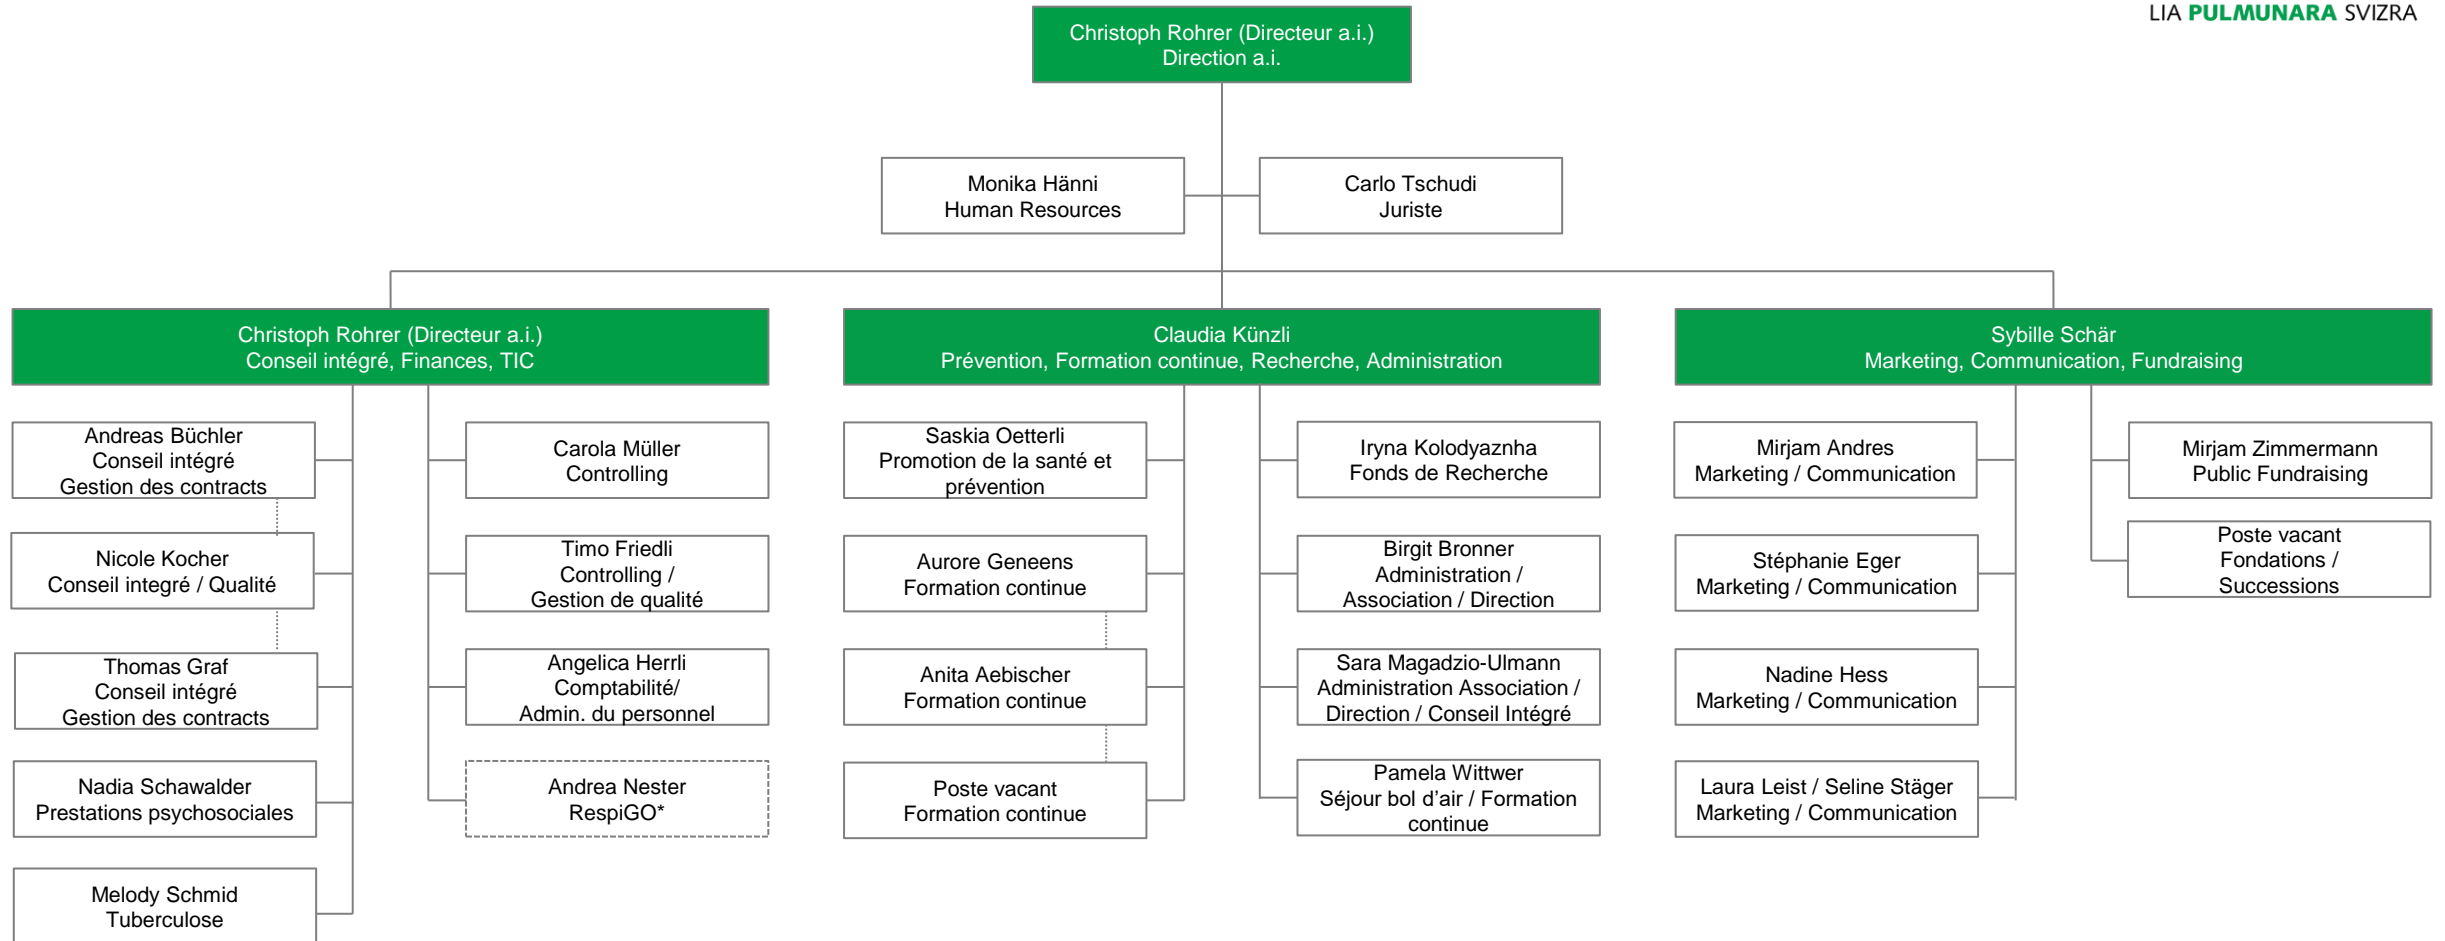 LIA PULMUNARA SVIZRA
Christoph Rohrer (Directeur a.i.)
Direction a.i.
Monika Hänni
Human Resources
Carlo Tschudi
Juriste
Christoph Rohrer (Directeur a.i.)
Conseil intégré, Finances, TIC
Andreas Büchler
Conseil intégré
Gestion des contracts
Nicole Kocher
Conseil integré / Qualité
Thomas Graf
Conseil intégré
Gestion des contracts
Nadia Schawalder
Prestations psychosociales
Melody Schmid
Tuberculose
Carola Müller
Controlling
Timo Friedli
Controlling /
Gestion de qualité
Angelica Herrli
Comptabilité/
Admin. du personnel
Andrea Nester
RespiGO*
Claudia Künzli
Prévention, Formation continue, Recherche, Administration
Saskia Oetterli
Promotion de la santé et
prévention
Aurore Geneens
Formation continue
Anita Aebischer
Formation continue
Poste vacant
Formation continue
Iryna Kolodyaznha
Fonds de Recherche
Birgit Bronner
Administration /
Association / Direction
Sara Magadzio-Ulmann
Administration Association /
Direction / Conseil Intégré
Pamela Wittwer
Séjour bol d'air / Formation
continue
Sybille Schär
Marketing, Communication, Fundraising
Mirjam Andres
Marketing / Communication
Stéphanie Eger
Marketing / Communication
Nadine Hess
Marketing / Communication
Laura Leist / Seline Stäger
Marketing / Communication
Mirjam Zimmermann
Public Fundraising
Poste vacant
Fondations /
Successions